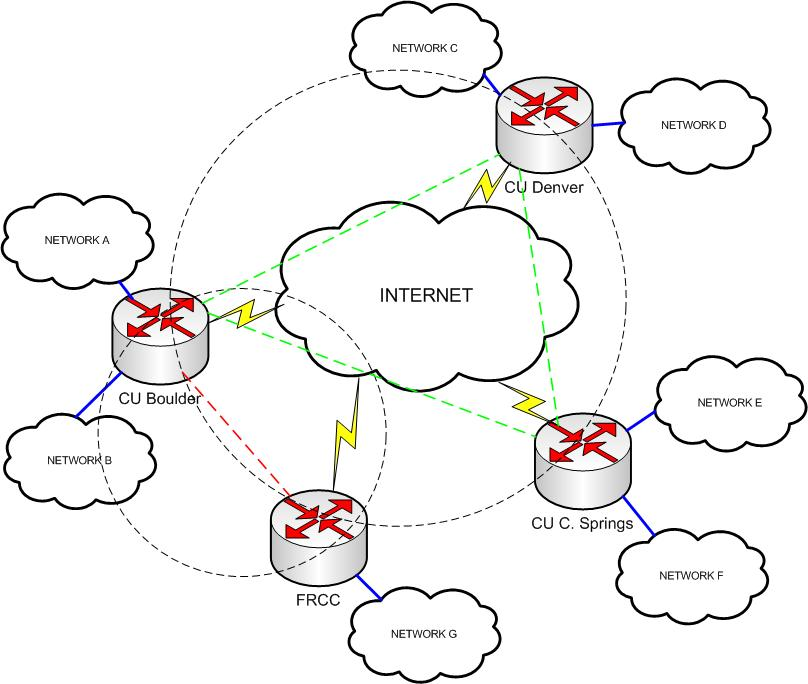 NETWORK C
NETWORK D
CU Denver
NETWORK A
INTERNET
CU Boulder
NETWORK E
NETWORK B
CU C. Springs
NETWORK F
FRCC
NETWORK G